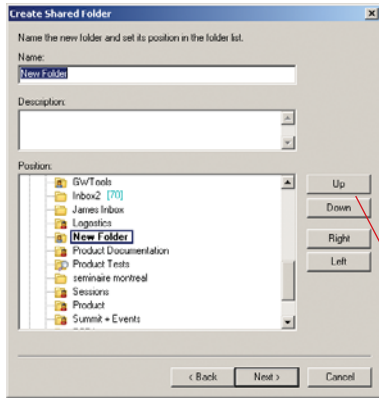 Create Shared Folder
Name the new folder and set its position in the folder list.
Name:
New Folder
Description:
Position:
GWTools
Inbox2 [70]
James Inbox
Logostics
New Folder
Product Documentation
Product Tests
seminaire montreal
Sessions
Product
Summit + Events
Up
Down
Right
Left
< Back
Next >
Cancel